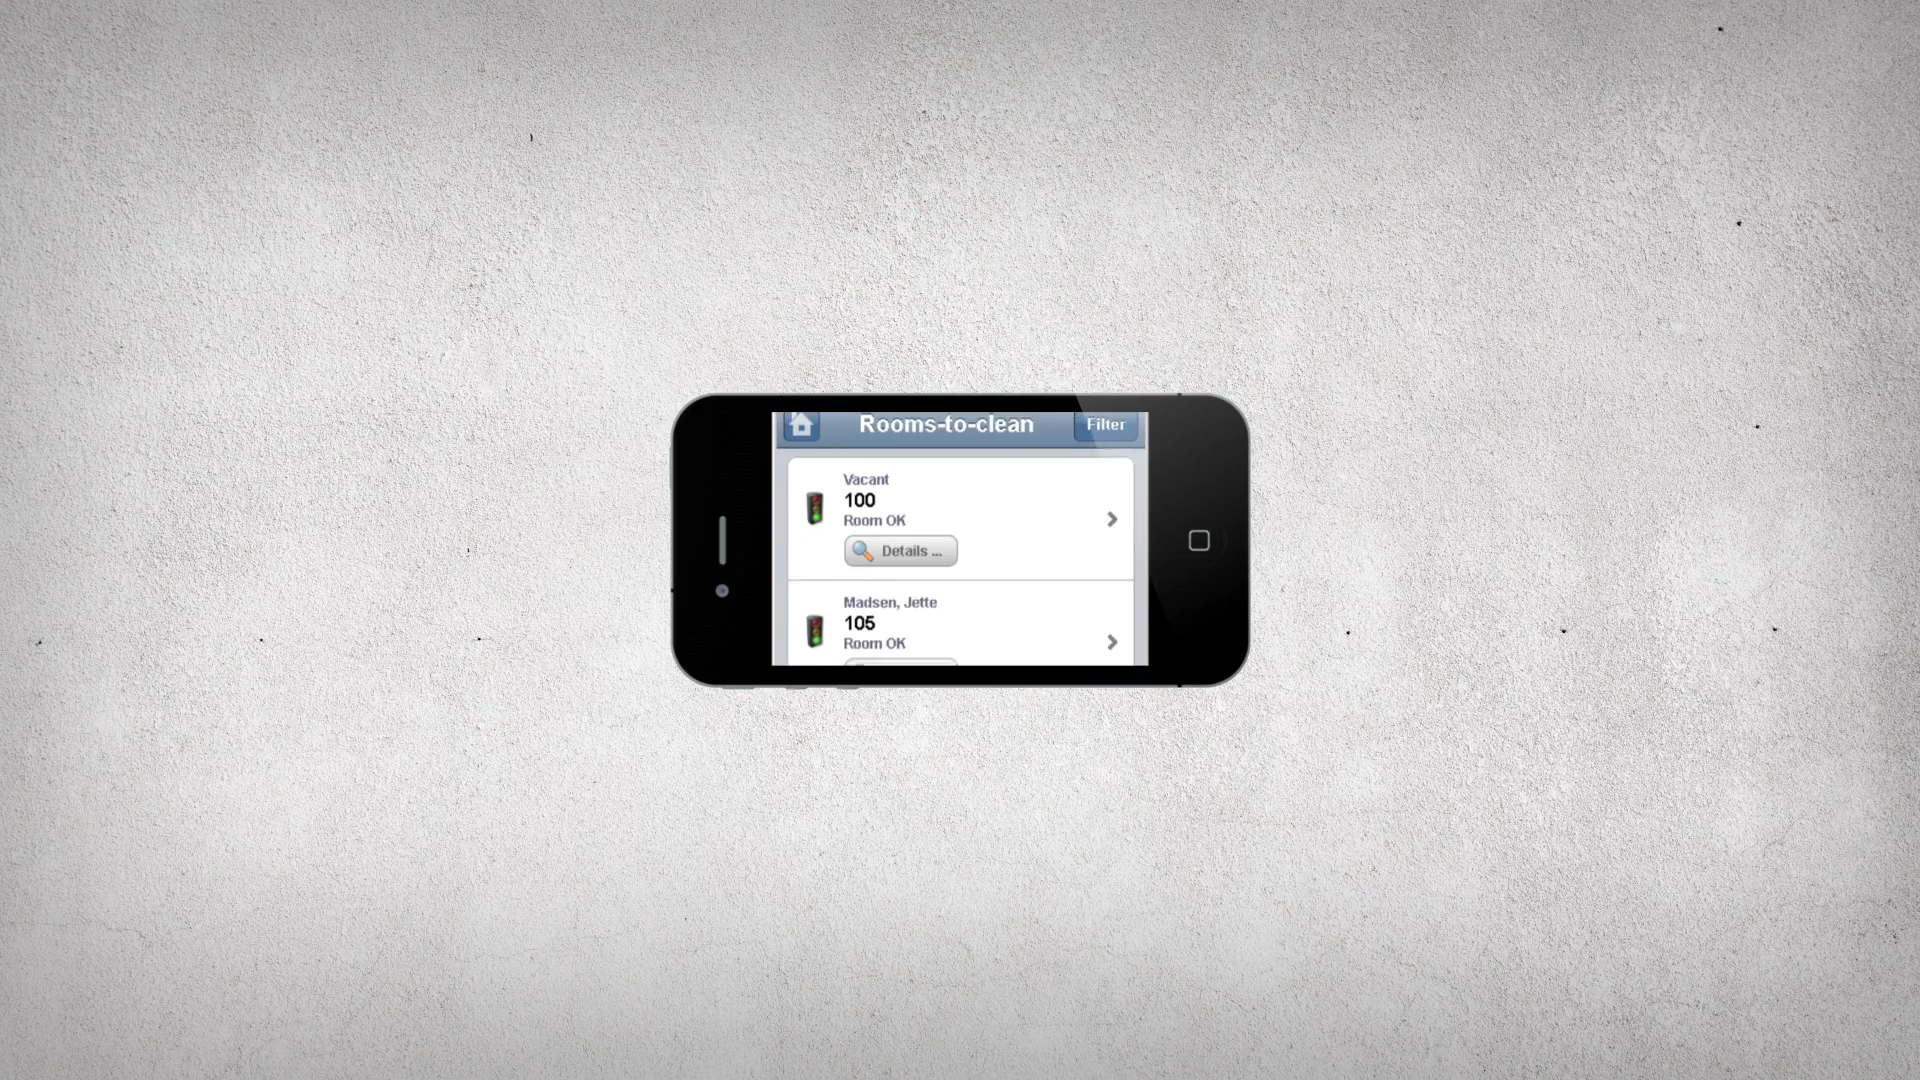 Rooms-to-clean
Filter
Vacant
100
Room OK
Details ...
Madsen, Jette
105
Room OK